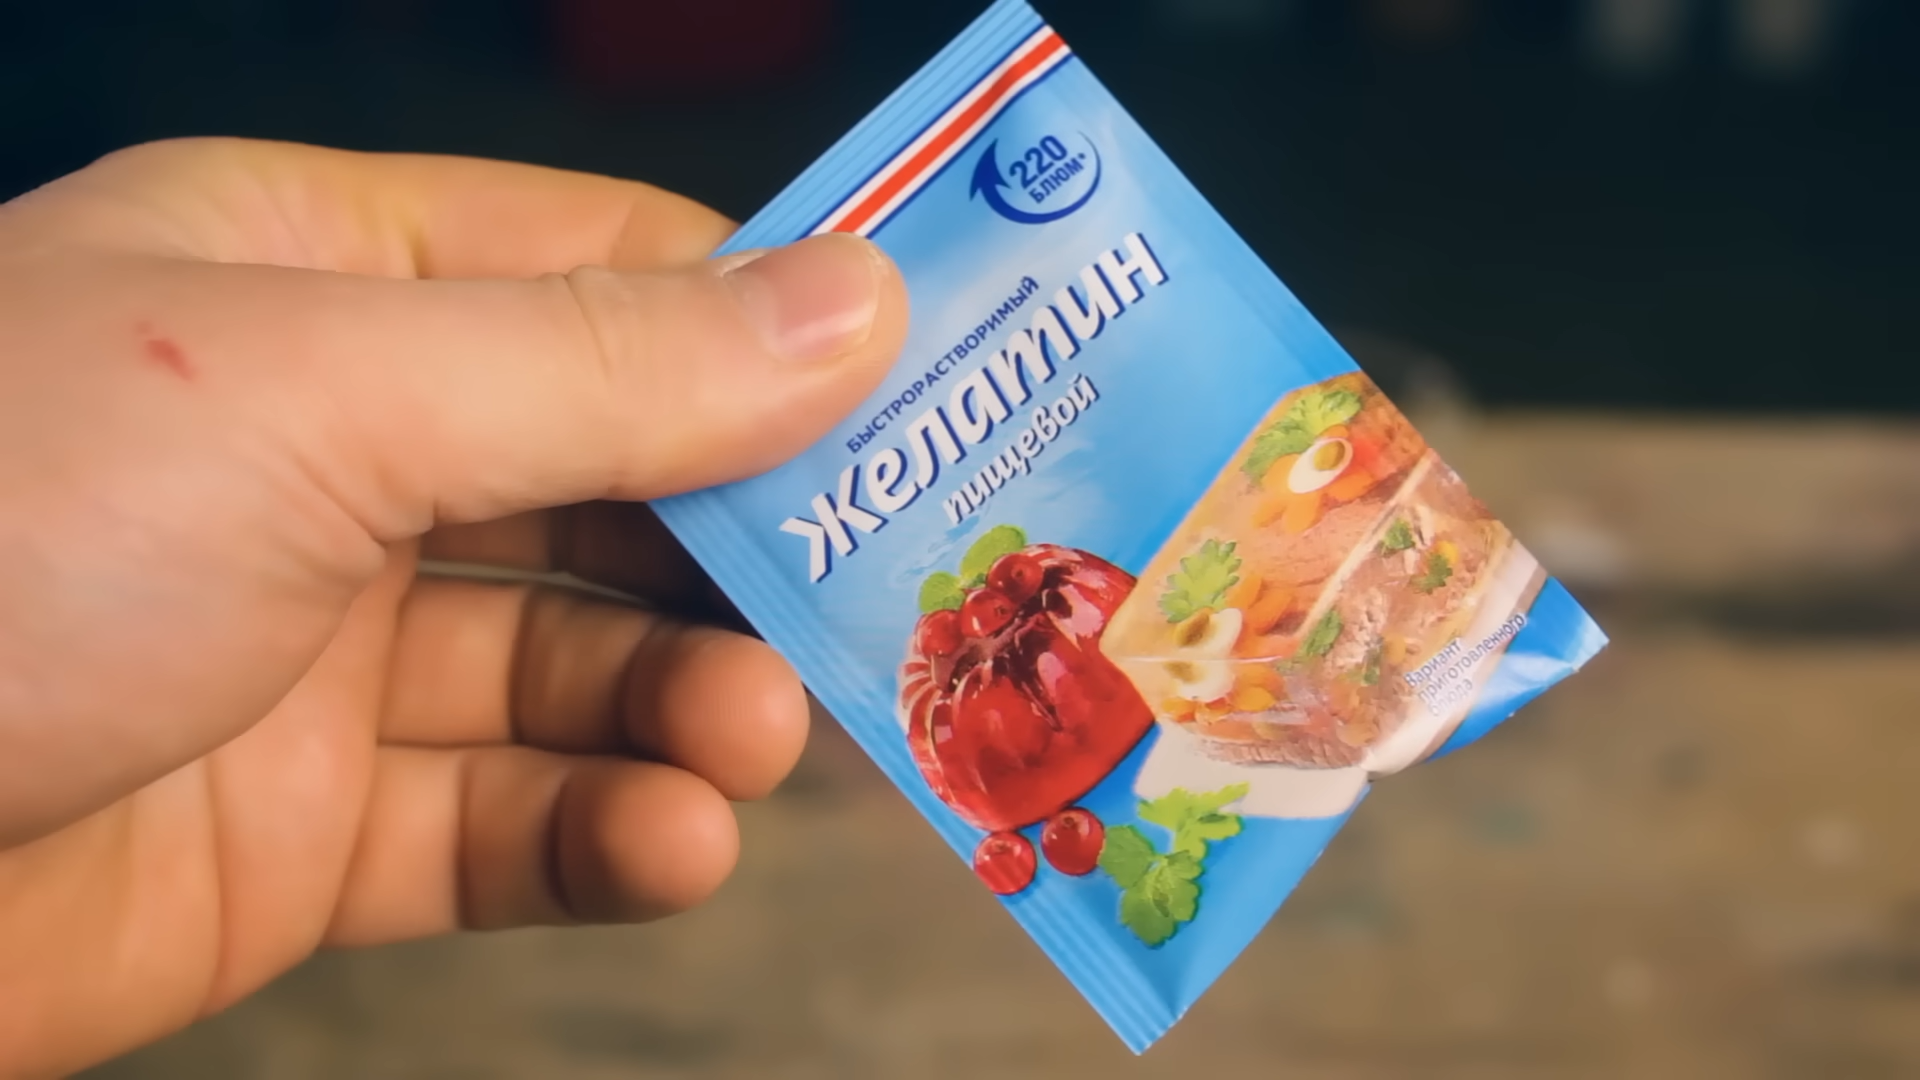 220
БЛЮМ*
БЫСТРОРАСТВОРИМЫЙ
Желатин
пищевой
Вариант
приготовленного
блюда